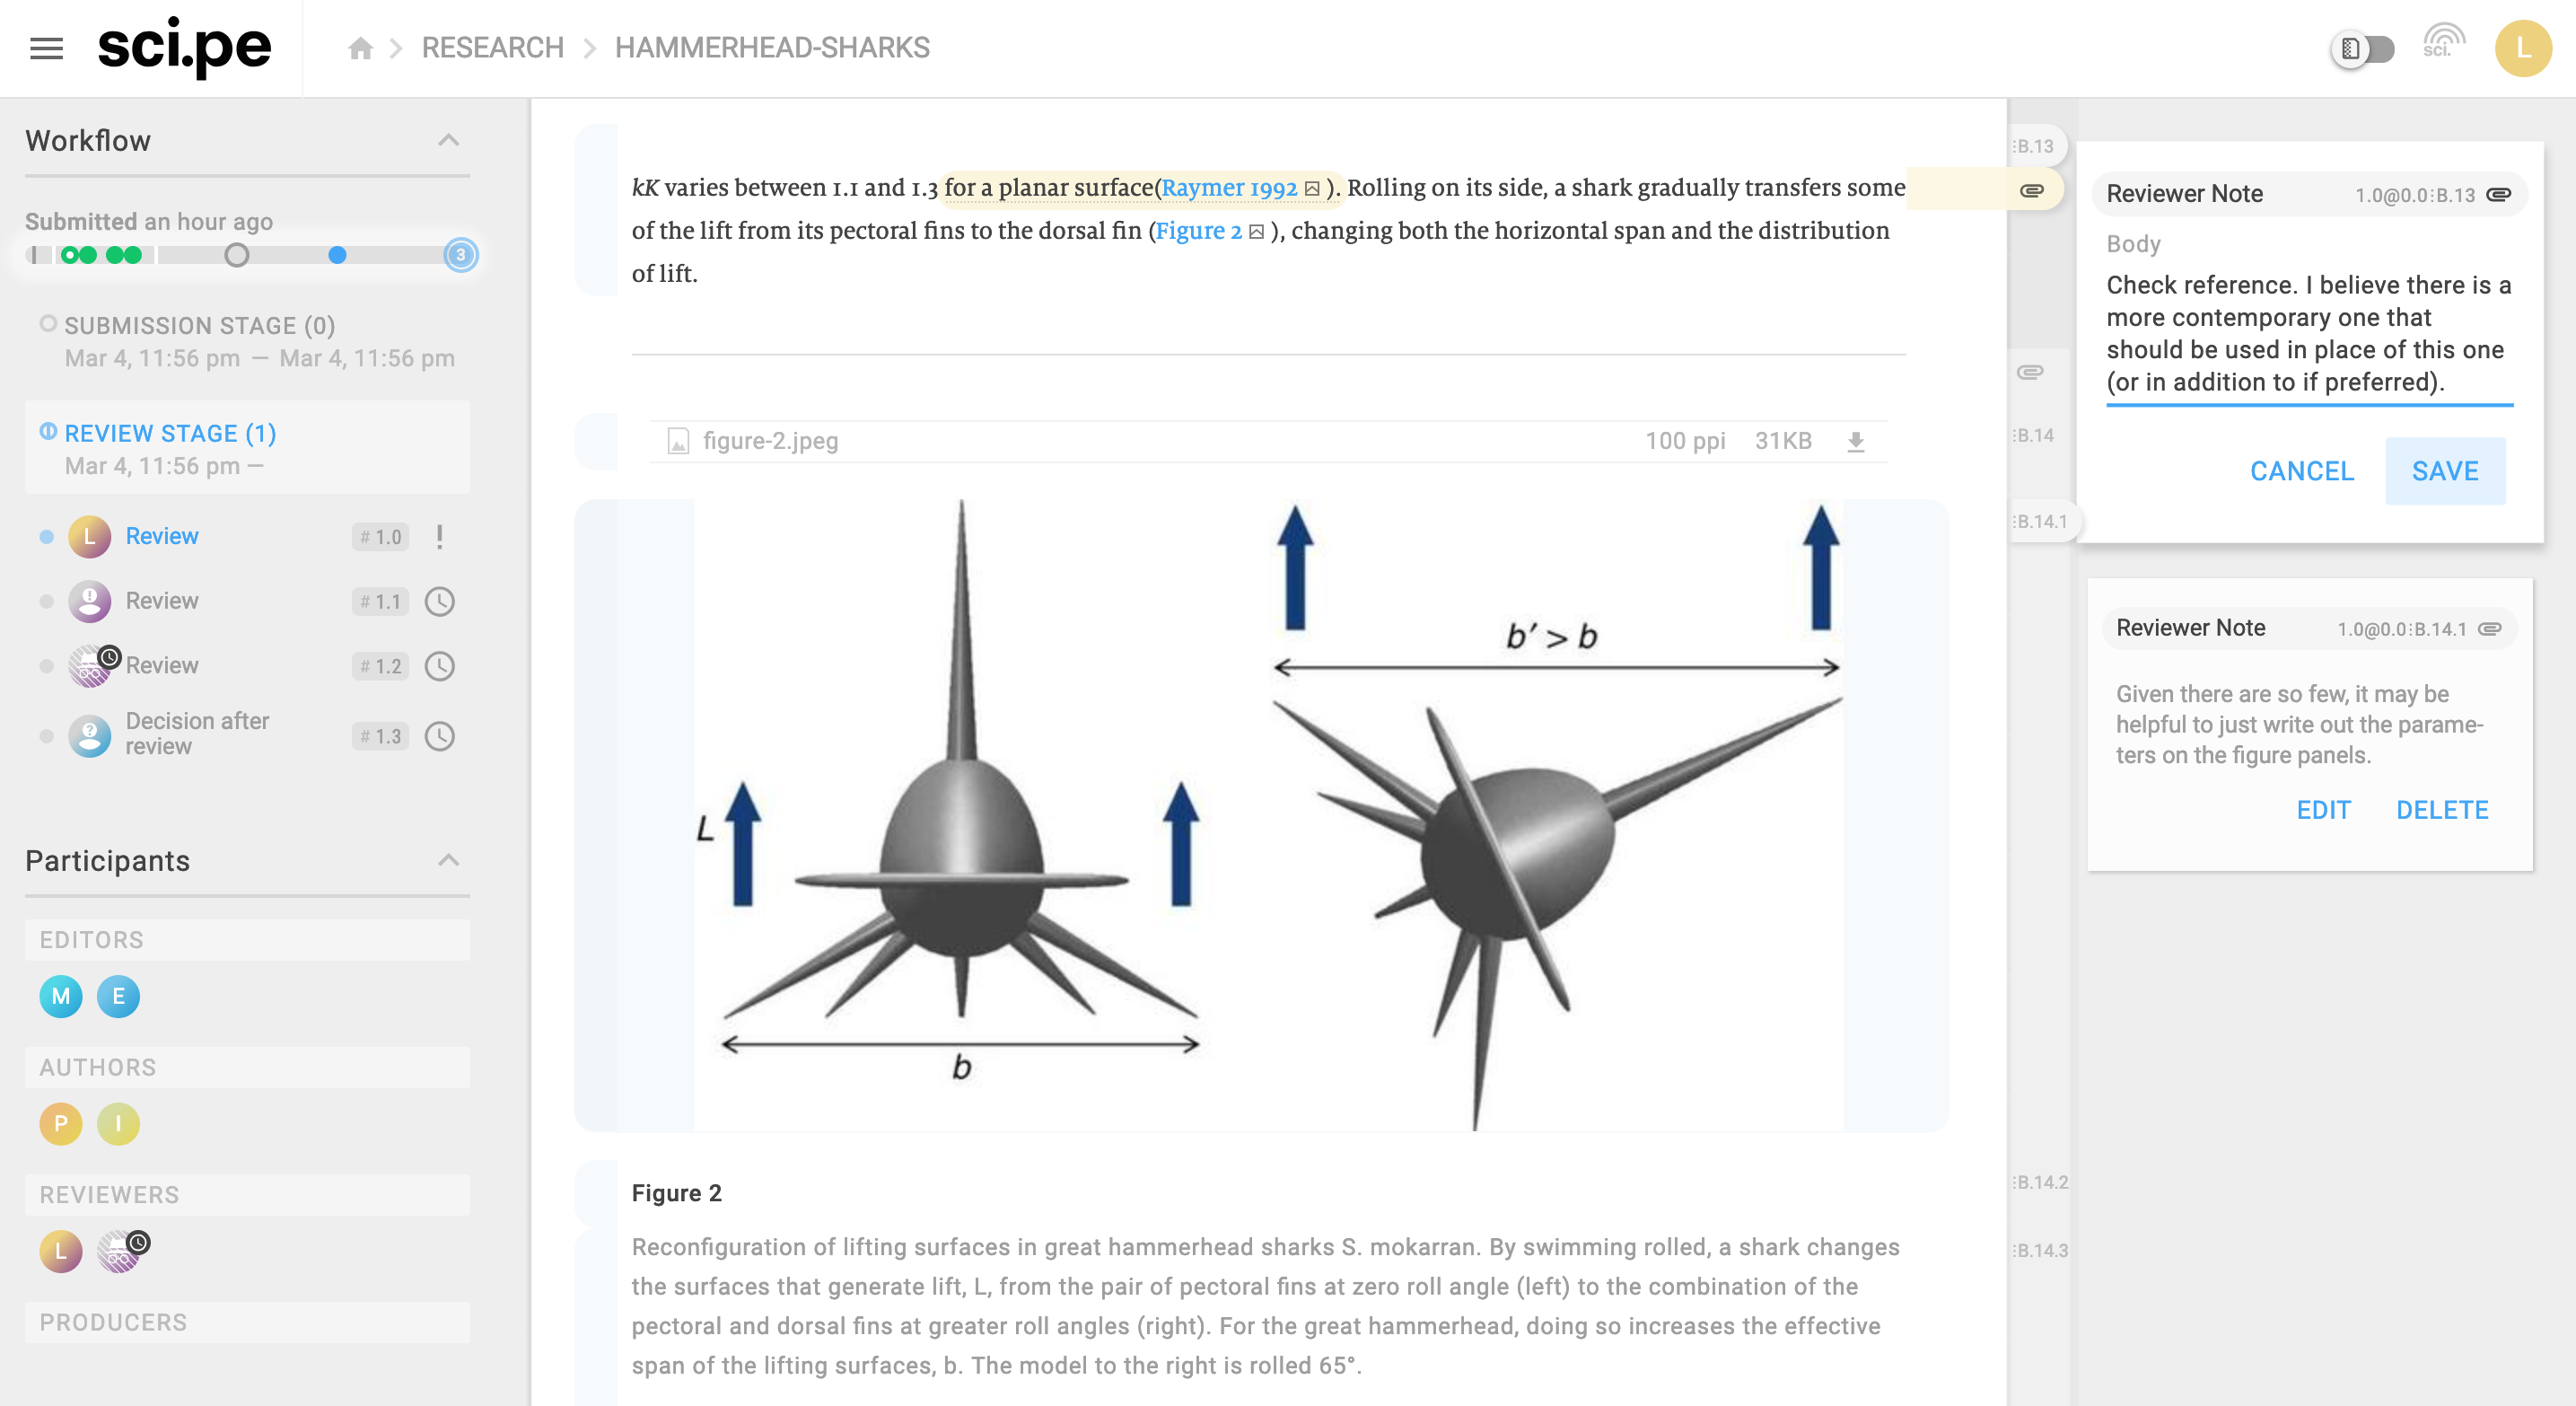 sci.pe
RESEARCH
HAMMERHEAD-SHARKS
sci.
L
Workflow
Submitted an hour ago
3
SUBMISSION STAGE (0)
Mar 4, 11:56 pm — Mar 4, 11:56 pm
REVIEW STAGE (1)
Mar 4, 11:56 pm —
L Review # 1.0 !
Review # 1.1
Review # 1.2
Decision after
review # 1.3
Participants
EDITORS
M E
AUTHORS
P I
REVIEWERS
L
PRODUCERS
kK varies between 1.1 and 1.3 for a planar surface(Raymer 1992 ). Rolling on its side, a shark gradually transfers some
of the lift from its pectoral fins to the dorsal fin (Figure 2 ), changing both the horizontal span and the distribution
of lift.
figure-2.jpeg 100 ppi 31KB
b′ > b
L
b
Figure 2
Reconfiguration of lifting surfaces in great hammerhead sharks S. mokarran. By swimming rolled, a shark changes
the surfaces that generate lift, L, from the pair of pectoral fins at zero roll angle (left) to the combination of the
pectoral and dorsal fins at greater roll angles (right). For the great hammerhead, doing so increases the effective
span of the lifting surfaces, b. The model to the right is rolled 65°.
⁝B.13
⁝B.14
⁝B.14.1
⁝B.14.2
⁝B.14.3
Reviewer Note 1.0@0.0⁝B.13
Body
Check reference. I believe there is a
more contemporary one that
should be used in place of this one
(or in addition to if preferred).
CANCEL SAVE
Reviewer Note 1.0@0.0⁝B.14.1
Given there are so few, it may be
helpful to just write out the parame-
ters on the figure panels.
EDIT DELETE